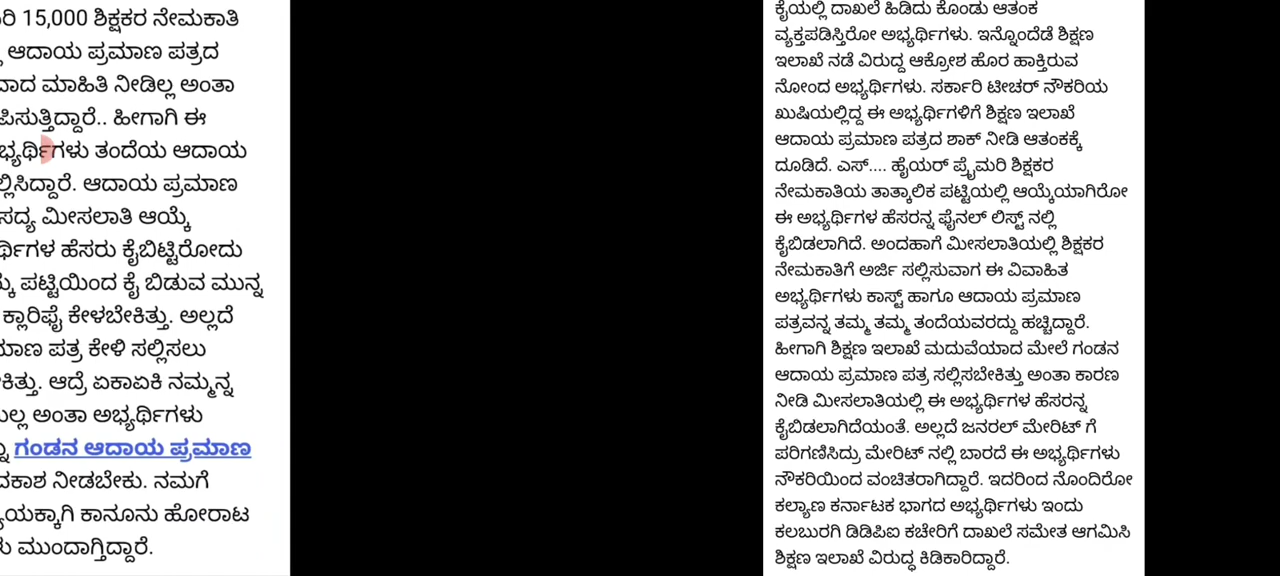 15,000 ಶಿಕ್ಷಕರ ನೇಮಕಾತಿ
ಆದಾಯ ಪ್ರಮಾಣ ಪತ್ರದ
ಮಾಹಿತಿ ನೀಡಿಲ್ಲ ಅಂತಾ
ಹೀಗಾಗಿ ಈ
ತಂದೆಯ ಆದಾಯ
ಆದಾಯ ಪ್ರಮಾಣ
ಮೀಸಲಾತಿ ಆಯ್ಕೆ
ಹೆಸರು ಕೈಬಿಟ್ಟಿರೋದು
ಪಟ್ಟಿಯಿಂದ ಕೈ ಬಿಡುವ ಮುನ್ನ
ಕ್ಲಾರಿಫೈ ಕೇಳಬೇಕಿತ್ತು. ಅಲ್ಲದೆ
ಪತ್ರ ಕೇಳಿ ಸಲ್ಲಿಸಲು
ಆದ್ರೆ ಏಕಾಏಕಿ ನಮ್ಮನ್ನ
ಅಂತಾ ಅಭ್ಯರ್ಥಿಗಳು
ಗಂಡನ ಆದಾಯ ಪ್ರಮಾಣ
ನೀಡಬೇಕು. ನಮಗೆ
ಕಾನೂನು ಹೋರಾಟ
ಮುಂದಾಗ್ತಿದ್ದಾರೆ.
ಕೈಯಲ್ಲಿ ದಾಖಲೆ ಹಿಡಿದು ಕೊಂಡು ಆತಂಕ
ವ್ಯಕ್ತಪಡಿಸ್ತಿರೋ ಅಭ್ಯರ್ಥಿಗಳು. ಇನ್ನೊಂದೆಡೆ ಶಿಕ್ಷಣ
ಇಲಾಖೆ ನಡೆ ವಿರುದ್ದ ಆಕ್ರೋಶ ಹೊರ ಹಾಕ್ತಿರುವ
ನೋಂದ ಅಭ್ಯರ್ಥಿಗಳು. ಸರ್ಕಾರಿ ಟೀಚರ್ ನೌಕರಿಯ
ಖುಷಿಯಲ್ಲಿದ್ದ ಈ ಅಭ್ಯರ್ಥಿಗಳಿಗೆ ಶಿಕ್ಷಣ ಇಲಾಖೆ
ಆದಾಯ ಪ್ರಮಾಣ ಪತ್ರದ ಶಾಕ್ ನೀಡಿ ಆತಂಕಕ್ಕೆ
ದೂಡಿದೆ. ಎಸ್.... ಹೈಯರ್ ಪ್ರೈಮರಿ ಶಿಕ್ಷಕರ
ನೇಮಕಾತಿಯ ತಾತ್ಕಾಲಿಕ ಪಟ್ಟಿಯಲ್ಲಿ ಆಯ್ಕೆಯಾಗಿರೋ
ಈ ಅಭ್ಯರ್ಥಿಗಳ ಹೆಸರನ್ನ ಫೈನಲ್ ಲಿಸ್ಟ್ ನಲ್ಲಿ
ಕೈಬಿಡಲಾಗಿದೆ. ಅಂದಹಾಗೆ ಮೀಸಲಾತಿಯಲ್ಲಿ ಶಿಕ್ಷಕರ
ನೇಮಕಾತಿಗೆ ಅರ್ಜಿ ಸಲ್ಲಿಸುವಾಗ ಈ ವಿವಾಹಿತ
ಅಭ್ಯರ್ಥಿಗಳು ಕಾಸ್ಟ್ ಹಾಗೂ ಆದಾಯ ಪ್ರಮಾಣ
ಪತ್ರವನ್ನ ತಮ್ಮ ತಮ್ಮ ತಂದೆಯವರದ್ದು ಹಚ್ಚಿದ್ದಾರೆ.
ಹೀಗಾಗಿ ಶಿಕ್ಷಣ ಇಲಾಖೆ ಮದುವೆಯಾದ ಮೇಲೆ ಗಂಡನ
ಆದಾಯ ಪ್ರಮಾಣ ಪತ್ರ ಸಲ್ಲಿಸಬೇಕಿತ್ತು ಅಂತಾ ಕಾರಣ
ನೀಡಿ ಮೀಸಲಾತಿಯಲ್ಲಿ ಈ ಅಭ್ಯರ್ಥಿಗಳ ಹೆಸರನ್ನ
ಕೈಬಿಡಲಾಗಿದೆಯಂತೆ. ಅಲ್ಲದೆ ಜನರಲ್ ಮೇರಿಟ್ ಗೆ
ಪರಿಗಣಿಸಿದ್ರು ಮೇರಿಟ್ ನಲ್ಲಿ ಬಾರದೆ ಈ ಅಭ್ಯರ್ಥಿಗಳು
ನೌಕರಿಯಿಂದ ವಂಚಿತರಾಗಿದ್ದಾರೆ. ಇದರಿಂದ ನೊಂದಿರೋ
ಕಲ್ಯಾಣ ಕರ್ನಾಟಕ ಭಾಗದ ಅಭ್ಯರ್ಥಿಗಳು ಇಂದು
ಕಲಬುರಗಿ ಡಿಡಿಪಿಐ ಕಚೇರಿಗೆ ದಾಖಲೆ ಸಮೇತ ಆಗಮಿಸಿ
ಶಿಕ್ಷಣ ಇಲಾಖೆ ವಿರುದ್ಧ ಕಿಡಿಕಾರಿದ್ದಾರೆ.